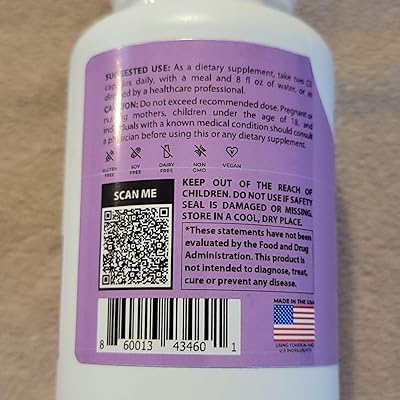 SUGGESTED USE: As a dietary supplement, take two (2)
capsules daily, with a meal and 8 fl oz of water, or as
directed by a healthcare professional.
CAUTION: Do not exceed recommended dose. Pregnant or
nursing mothers, children under the age of 18, and
individuals with a known medical condition should consult
a physician before using this or any dietary supplement.
GLUTEN FREE
SOY FREE
DAIRY FREE
NON GMO
VEGAN
SCAN ME
KEEP OUT OF THE REACH OF
CHILDREN. DO NOT USE IF SAFETY
SEAL IS DAMAGED OR MISSING.
STORE IN A COOL, DRY PLACE.
*These statements have not been
evaluated by the Food and Drug
Administration. This product is
not intended to diagnose, treat,
cure or prevent any disease.
8 60013 43460 1
MADE IN THE USA
USING FOREIGN AND
U.S INGREDIENTS